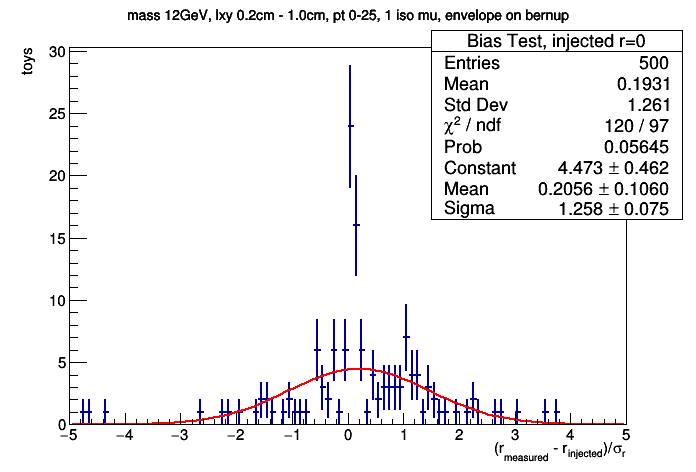 mass 12GeV, lxy 0.2cm - 1.0cm, pt 0-25, 1 iso mu, envelope on bernup
Bias Test, injected r=0
Entries 500
Mean 0.1931
Std Dev 1.261
χ² / ndf 120 / 97
Prob 0.05645
Constant 4.473 ± 0.462
Mean 0.2056 ± 0.1060
Sigma 1.258 ± 0.075
toys
30
25
20
15
10
5
0
−5 −4 −3 −2 −1 0 1 2 3 4 5
(r_measured - r_injected)/σ_r